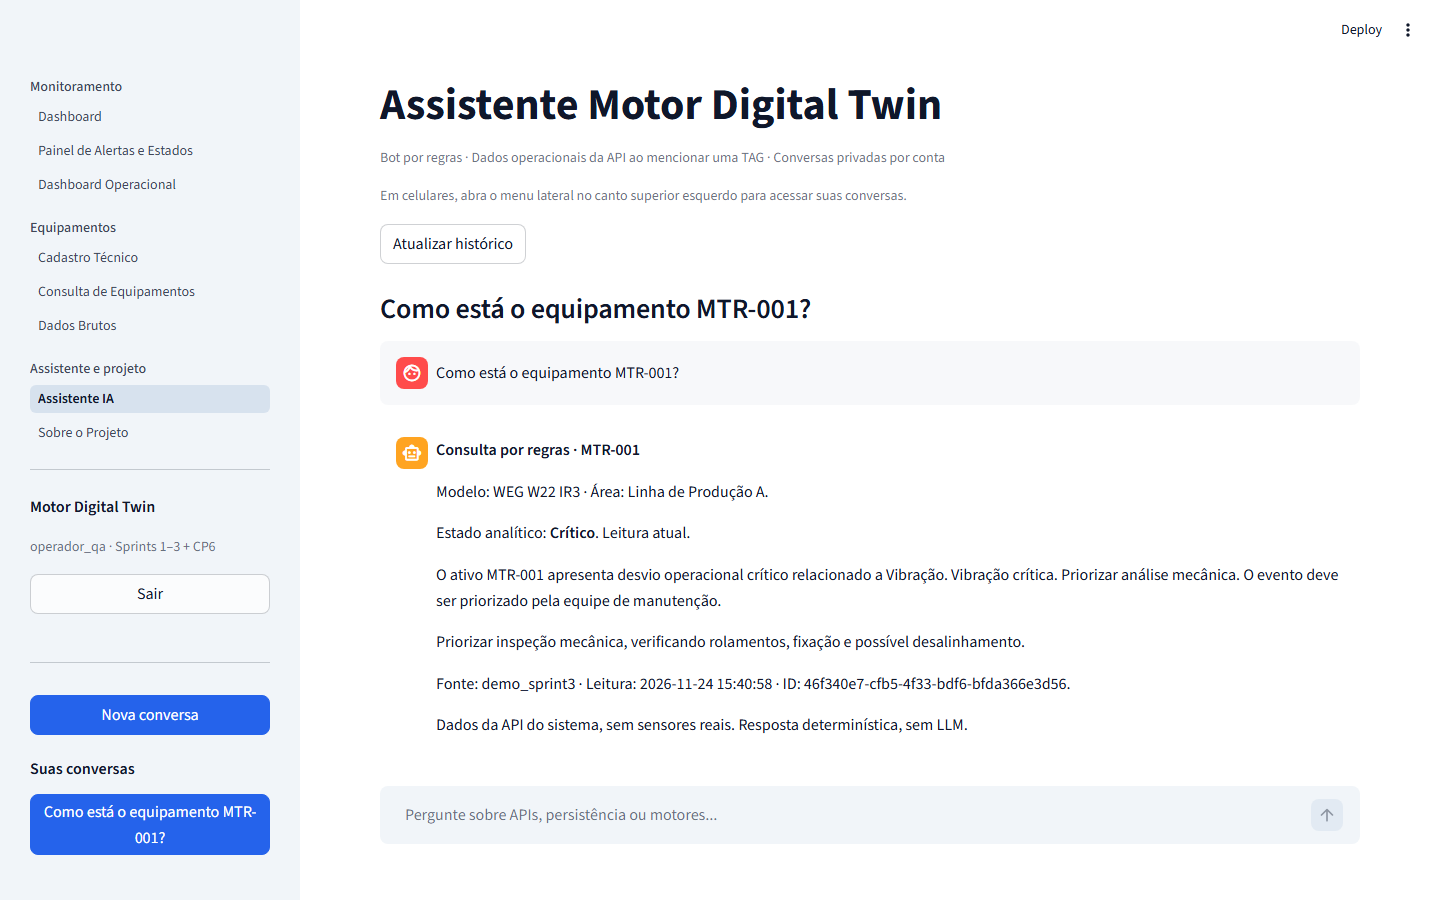 Deploy
Monitoramento
Dashboard
Painel de Alertas e Estados
Dashboard Operacional
Equipamentos
Cadastro Técnico
Consulta de Equipamentos
Dados Brutos
Assistente e projeto
Assistente IA
Sobre o Projeto
Motor Digital Twin
operador_qa · Sprints 1–3 + CP6
Sair
Nova conversa
Suas conversas
Como está o equipamento MTR-
001?
Assistente Motor Digital Twin
Bot por regras · Dados operacionais da API ao mencionar uma TAG · Conversas privadas por conta
Em celulares, abra o menu lateral no canto superior esquerdo para acessar suas conversas.
Atualizar histórico
Como está o equipamento MTR-001?
Como está o equipamento MTR-001?
Consulta por regras · MTR-001
Modelo: WEG W22 IR3 · Área: Linha de Produção A.
Estado analítico: Crítico. Leitura atual.
O ativo MTR-001 apresenta desvio operacional crítico relacionado a Vibração. Vibração crítica. Priorizar análise mecânica. O evento deve
ser priorizado pela equipe de manutenção.
Priorizar inspeção mecânica, verificando rolamentos, fixação e possível desalinhamento.
Fonte: demo_sprint3 · Leitura: 2026-11-24 15:40:58 · ID: 46f340e7-cfb5-4f33-bdf6-bfda366e3d56.
Dados da API do sistema, sem sensores reais. Resposta determinística, sem LLM.
Pergunte sobre APIs, persistência ou motores...